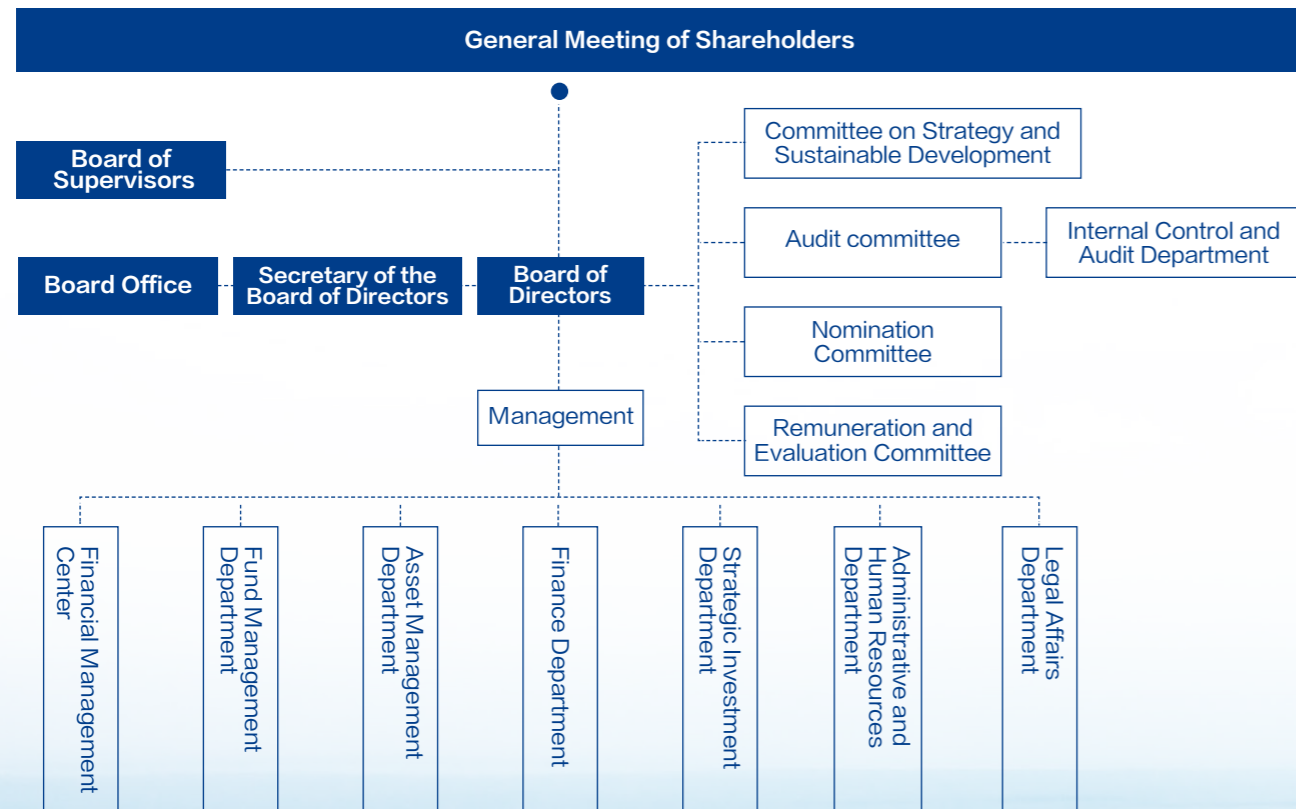 General Meeting of Shareholders
Committee on Strategy and
Sustainable Development
Board of
Supervisors
Audit committee
Internal Control and
Audit Department
Board Office
Secretary of the
Board of Directors
Board of
Directors
Nomination
Committee
Management
Remuneration and
Evaluation Committee
Financial Management
Center
Fund Management
Department
Asset Management
Department
Finance Department
Strategic Investment
Department
Administrative and
Human Resources
Department
Legal Affairs
Department